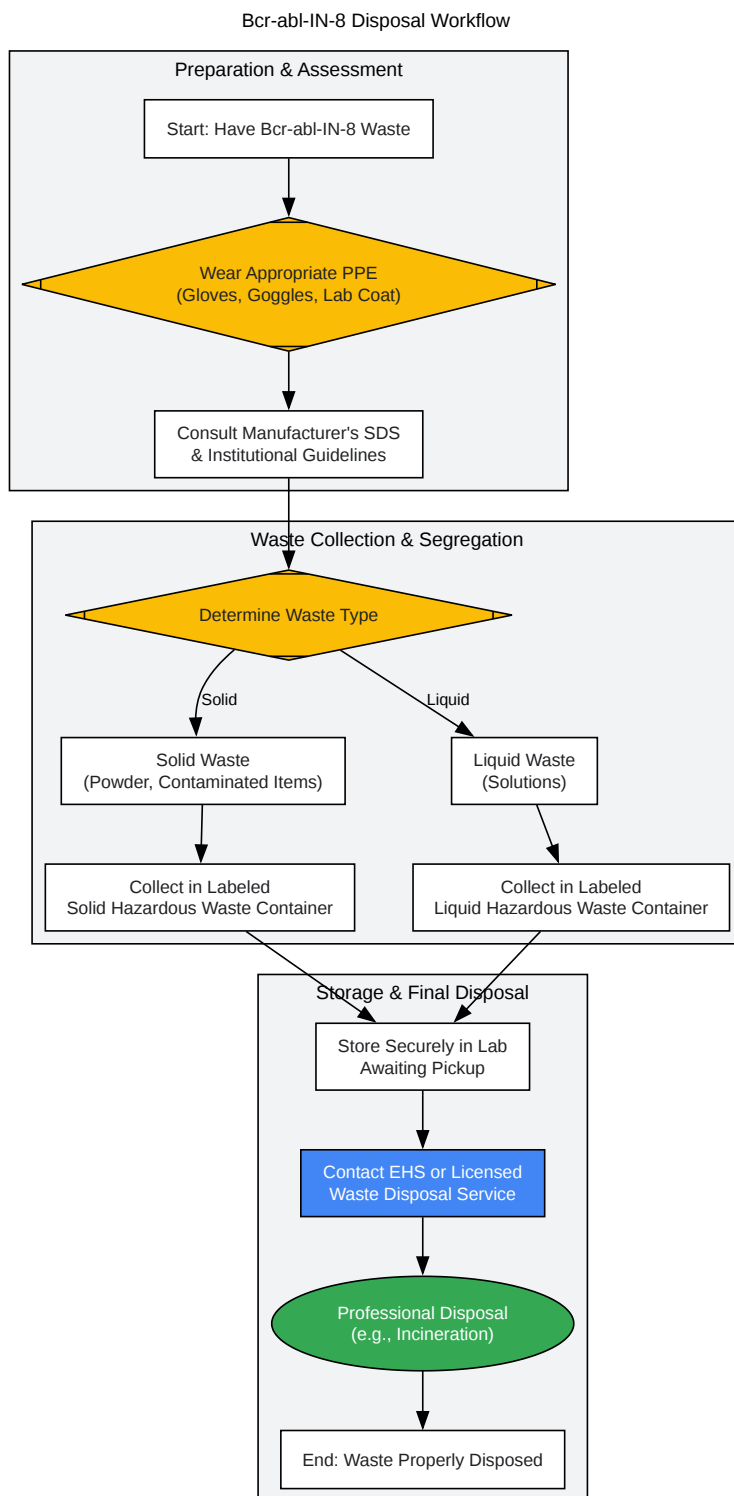 Bcr-abl-IN-8 Disposal Workflow
Preparation & Assessment
Start: Have Bcr-abl-IN-8 Waste
Wear Appropriate PPE
(Gloves, Goggles, Lab Coat)
Consult Manufacturer's SDS
& Institutional Guidelines
Waste Collection & Segregation
Determine Waste Type
Solid
Liquid
Solid Waste
(Powder, Contaminated Items)
Liquid Waste
(Solutions)
Collect in Labeled
Solid Hazardous Waste Container
Collect in Labeled
Liquid Hazardous Waste Container
Storage & Final Disposal
Store Securely in Lab
Awaiting Pickup
Contact EHS or Licensed
Waste Disposal Service
Professional Disposal
(e.g., Incineration)
End: Waste Properly Disposed